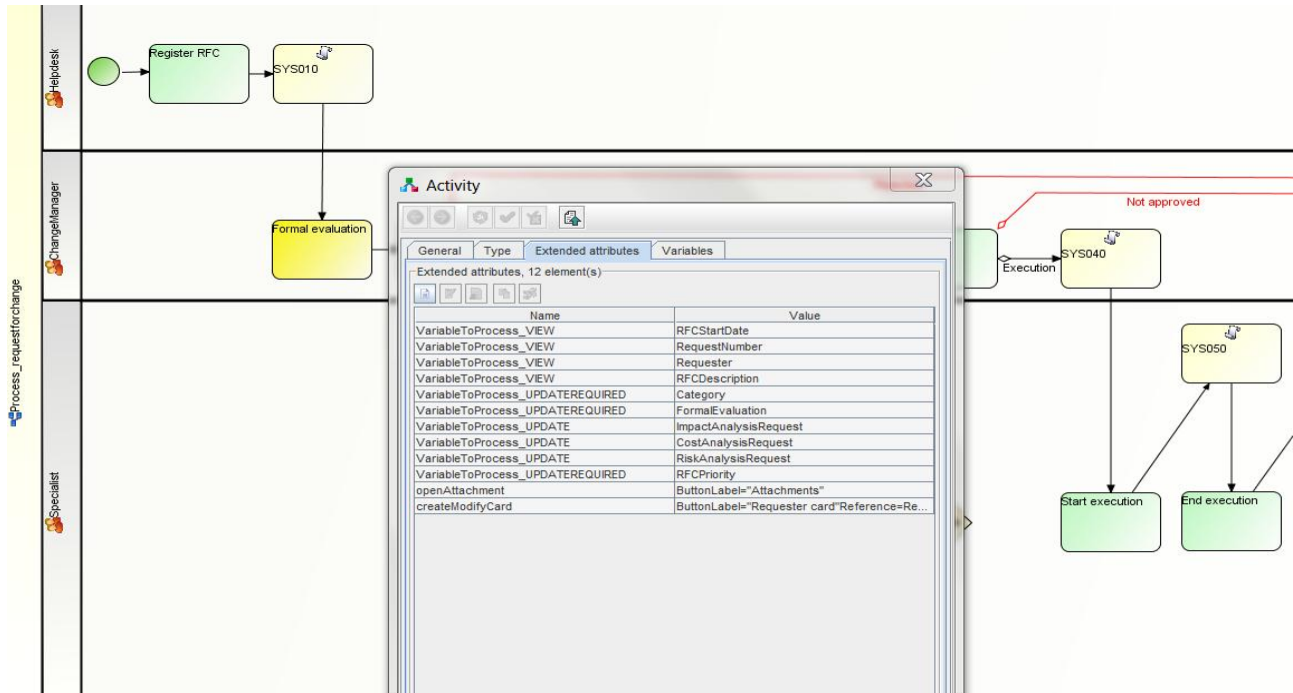 Process_requestforchange
Helpdesk
Register RFC
SYS010
ChangeManager
Formal evaluation
Activity
General Type Extended attributes Variables
Extended attributes, 12 element(s)
Name Value
VariableToProcess_VIEW RFCStartDate
VariableToProcess_VIEW RequestNumber
VariableToProcess_VIEW Requester
VariableToProcess_VIEW RFCDescription
VariableToProcess_UPDATEREQUIRED Category
VariableToProcess_UPDATEREQUIRED FormalEvaluation
VariableToProcess_UPDATE ImpactAnalysisRequest
VariableToProcess_UPDATE CostAnalysisRequest
VariableToProcess_UPDATE RiskAnalysisRequest
VariableToProcess_UPDATEREQUIRED RFCPriority
openAttachment ButtonLabel="Attachments"
createModifyCard ButtonLabel="Requester card"Reference=Re...
Not approved
Execution
SYS040
Specialist
SYS050
Start execution
End execution